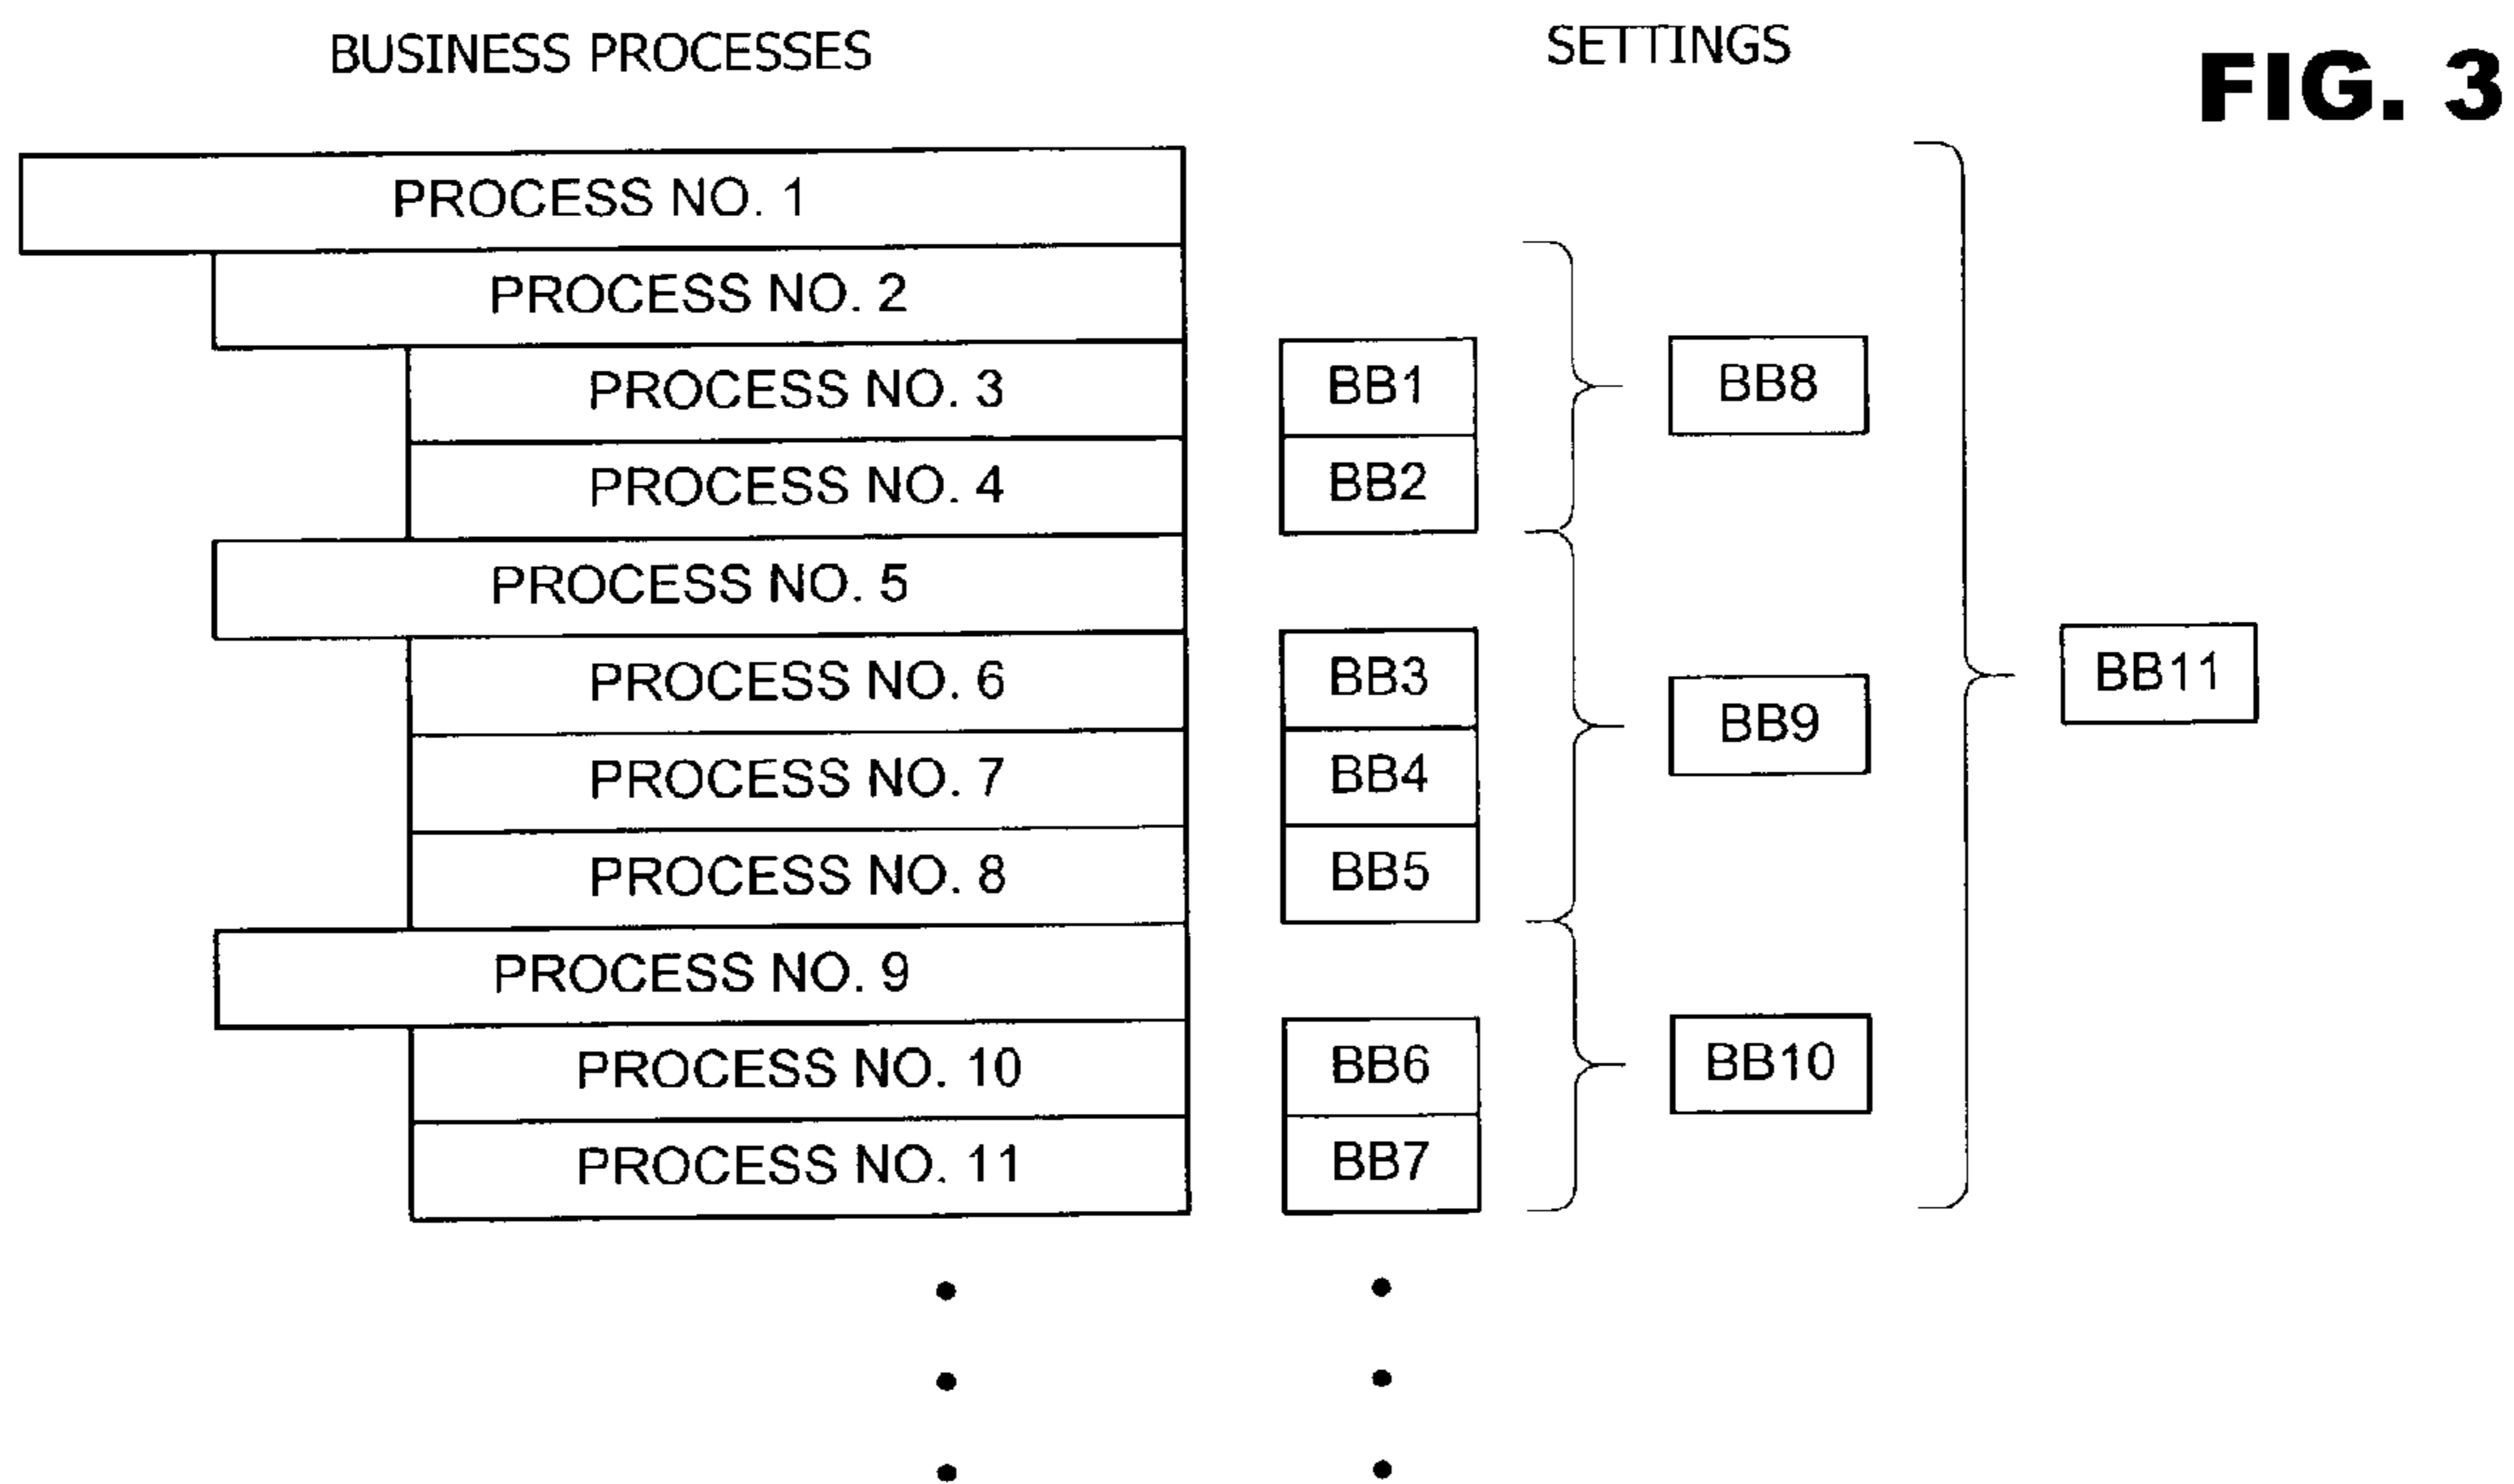 BUSINESS PROCESSES
SETTINGS
FIG. 3
PROCESS NO. 1
PROCESS NO. 2
PROCESS NO. 3
BB1
BB8
PROCESS NO. 4
BB2
PROCESS NO. 5
PROCESS NO. 6
BB3
BB11
PROCESS NO. 7
BB4
BB9
PROCESS NO. 8
BB5
PROCESS NO. 9
PROCESS NO. 10
BB6
BB10
PROCESS NO. 11
BB7